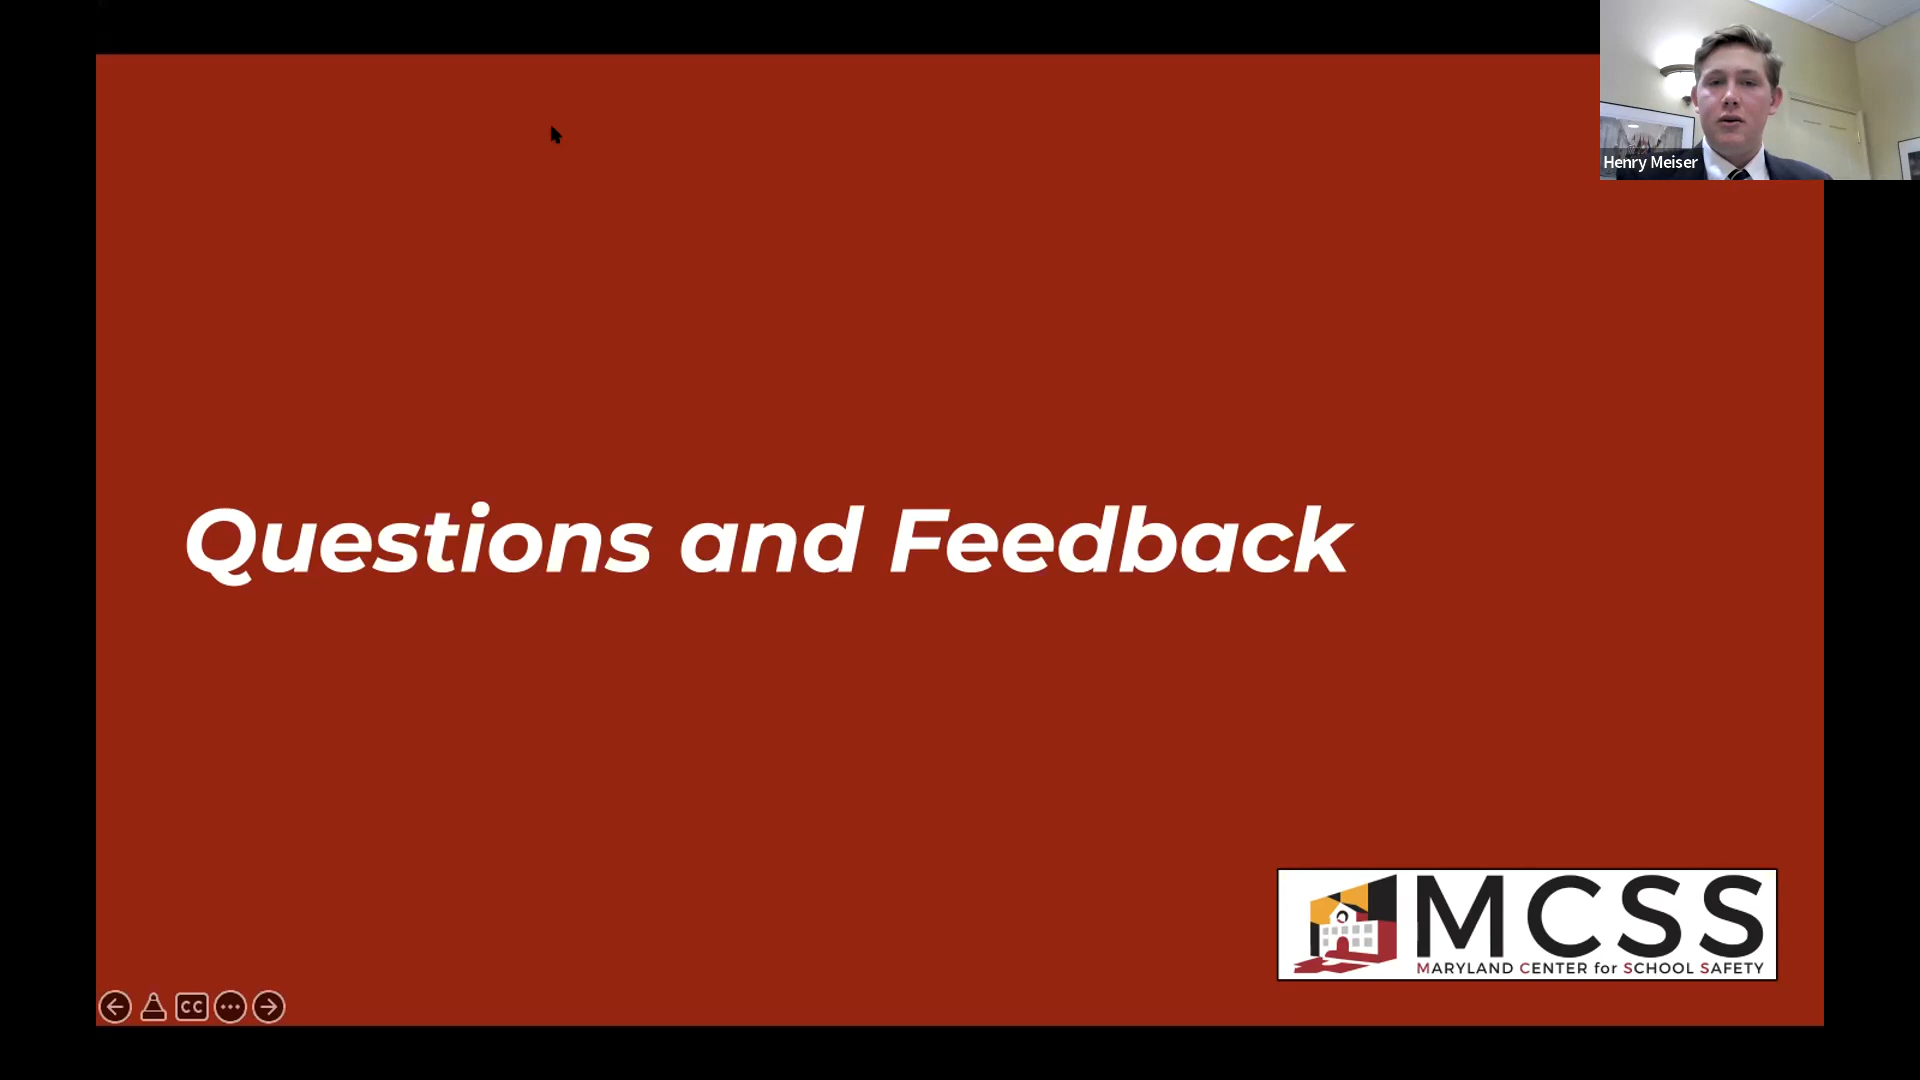 Henry Meiser
Questions and Feedback
MCSS
MARYLAND CENTER for SCHOOL SAFETY
CC